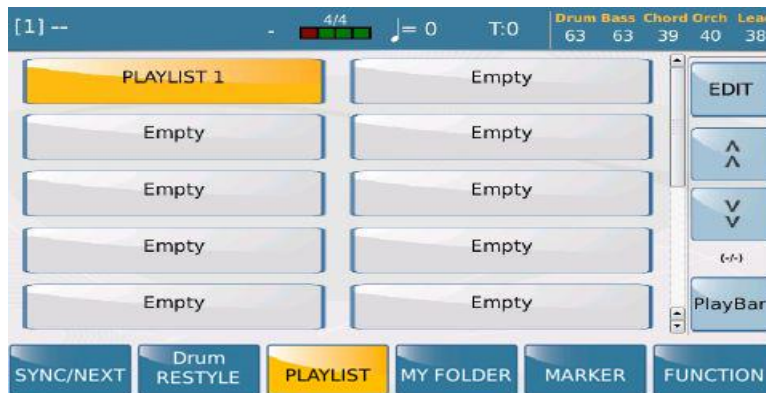 [1] --
-
4/4
♩= 0
T:0
Drum Bass Chord Orch Lead
63 63 39 40 38
PLAYLIST 1
Empty
EDIT
Empty
Empty
Empty
Empty
Empty
Empty
(-/-)
Empty
Empty
PlayBar
SYNC/NEXT
Drum
RESTYLE
PLAYLIST
MY FOLDER
MARKER
FUNCTION